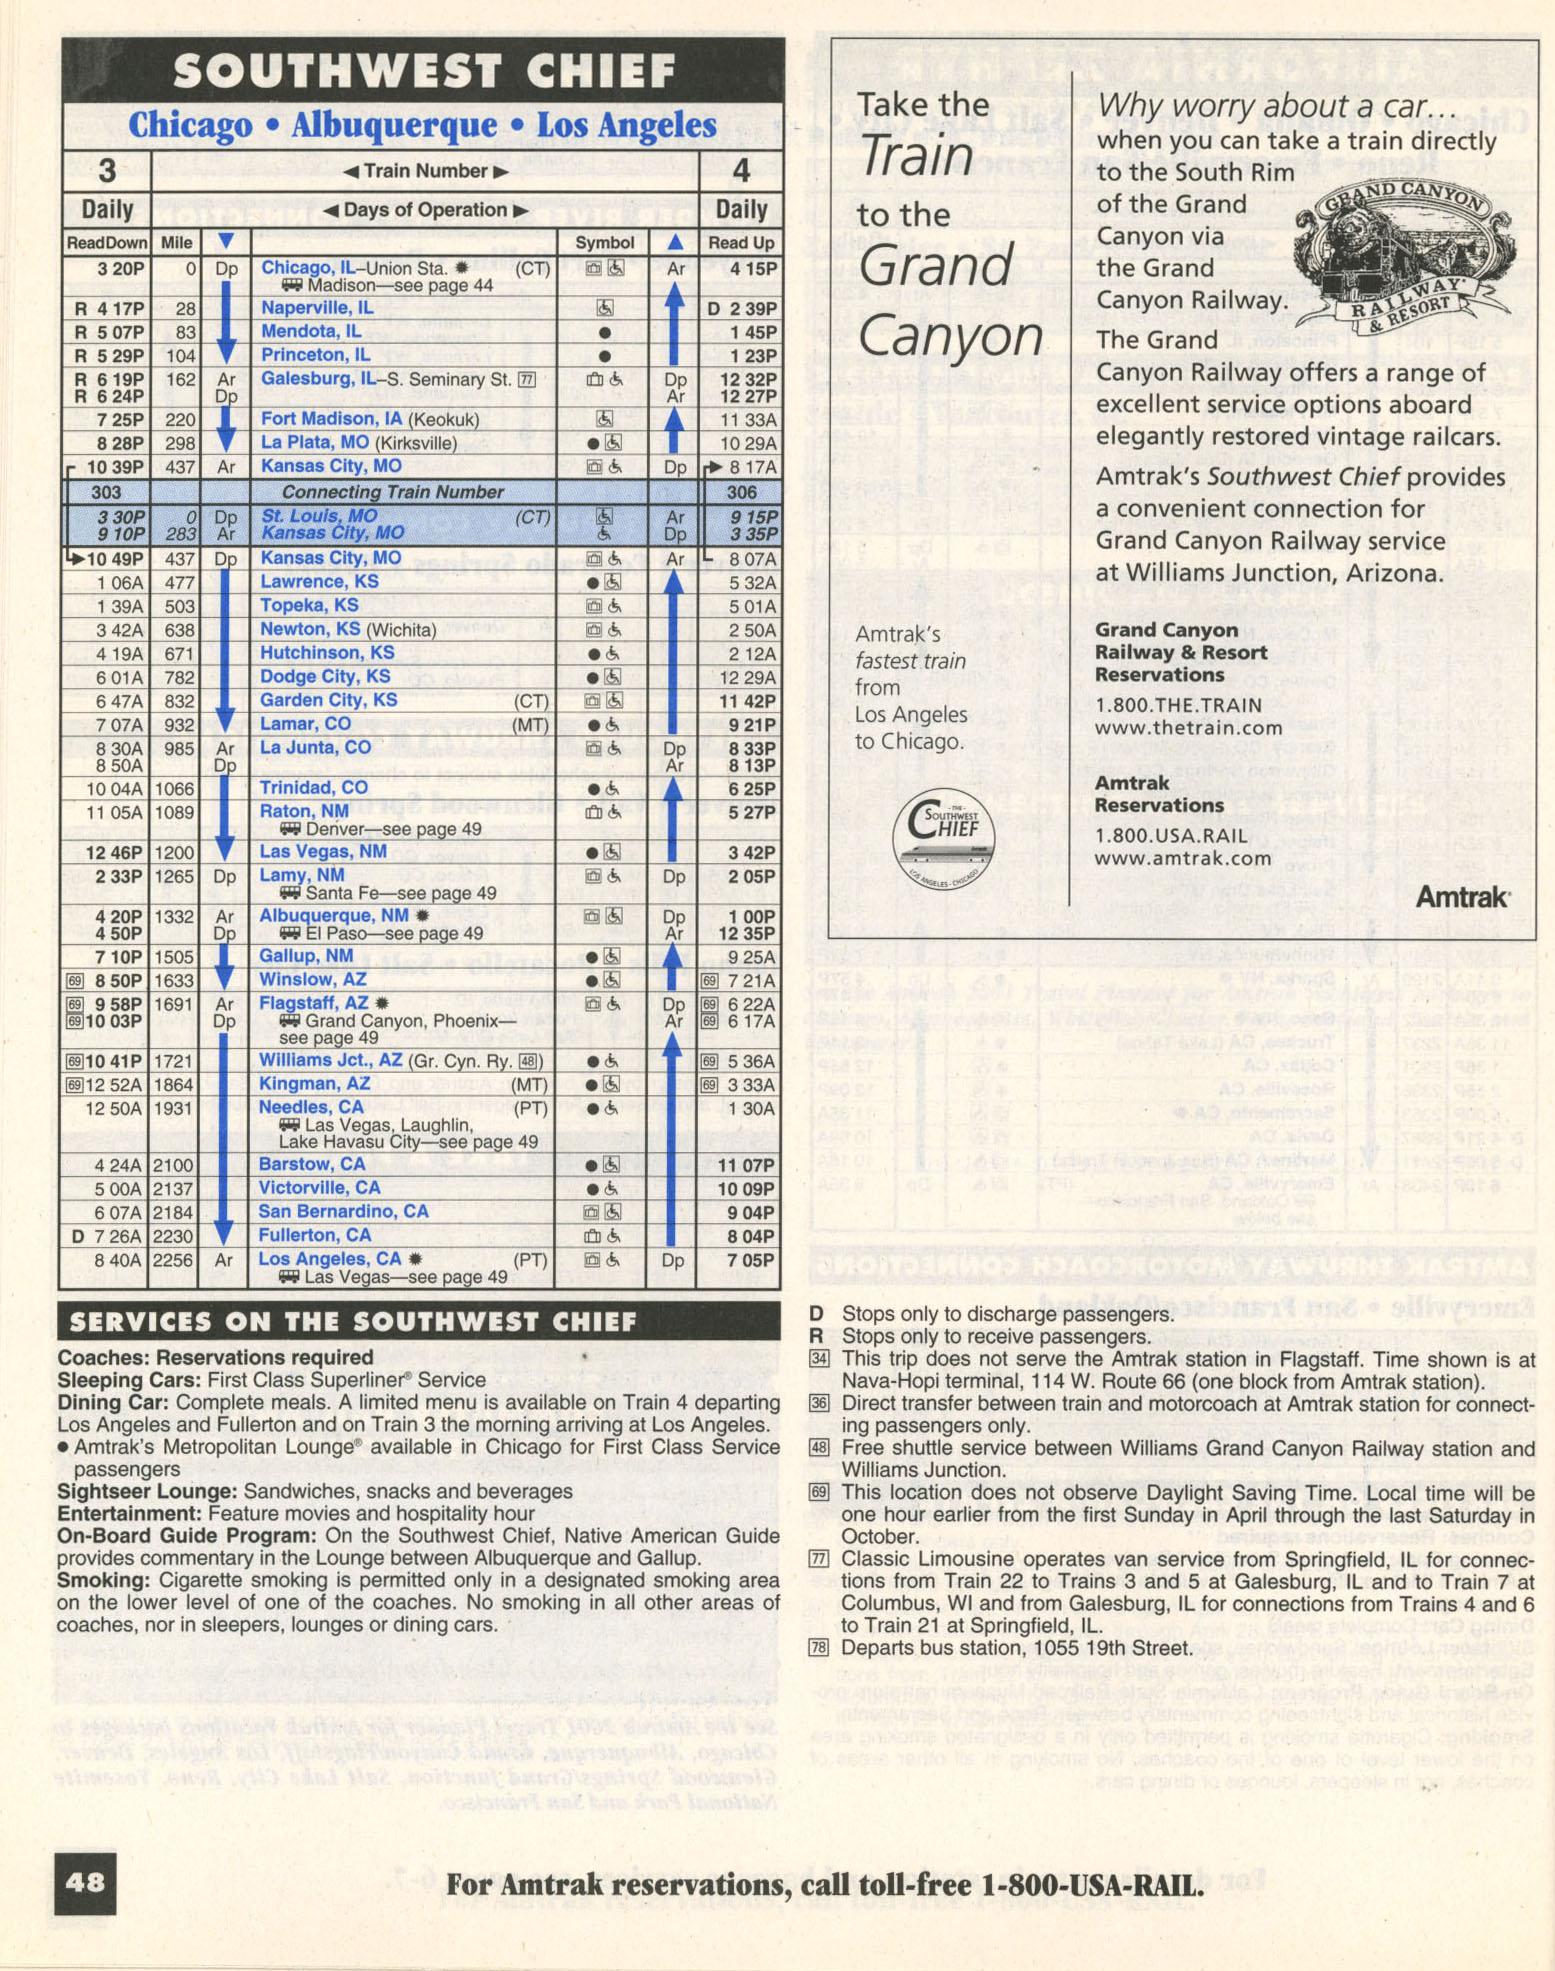 SOUTHWEST CHIEF
Chicago • Albuquerque • Los Angeles
3 ◄ Train Number ► 4
Daily ◄ Days of Operation ► Daily
Read Down Mile ▼ Symbol ▲ Read Up
3 20P 0 Dp Chicago, IL–Union Sta. ✹ (CT) Ar 4 15P
Madison—see page 44
R 4 17P 28 Naperville, IL D 2 39P
R 5 07P 83 Mendota, IL ● 1 45P
R 5 29P 104 Princeton, IL ● 1 23P
R 6 19P 162 Ar Galesburg, IL–S. Seminary St. 77 Dp 12 32P
R 6 24P Dp Ar 12 27P
7 25P 220 Fort Madison, IA (Keokuk) 11 33A
8 28P 298 La Plata, MO (Kirksville) ● 10 29A
10 39P 437 Ar Kansas City, MO Dp 8 17A
303 Connecting Train Number 306
3 30P 0 Dp St. Louis, MO (CT) Ar 9 15P
9 10P 283 Ar Kansas City, MO Dp 3 35P
10 49P 437 Dp Kansas City, MO Ar 8 07A
1 06A 477 Lawrence, KS ● 5 32A
1 39A 503 Topeka, KS 5 01A
3 42A 638 Newton, KS (Wichita) 2 50A
4 19A 671 Hutchinson, KS ● 2 12A
6 01A 782 Dodge City, KS ● 12 29A
6 47A 832 Garden City, KS (CT) 11 42P
7 07A 932 Lamar, CO (MT) ● 9 21P
8 30A 985 Ar La Junta, CO Dp 8 33P
8 50A Dp Ar 8 13P
10 04A 1066 Trinidad, CO ● 6 25P
11 05A 1089 Raton, NM 5 27P
Denver—see page 49
12 46P 1200 Las Vegas, NM ● 3 42P
2 33P 1265 Dp Lamy, NM Dp 2 05P
Santa Fe—see page 49
4 20P 1332 Ar Albuquerque, NM ✹ Dp 1 00P
4 50P Dp El Paso—see page 49 Ar 12 35P
7 10P 1505 Gallup, NM ● 9 25A
69 8 50P 1633 Winslow, AZ ● 69 7 21A
69 9 58P 1691 Ar Flagstaff, AZ ✹ Dp 69 6 22A
69 10 03P Dp Grand Canyon, Phoenix— Ar 69 6 17A
see page 49
69 10 41P 1721 Williams Jct., AZ (Gr. Cyn. Ry. 48) ● 69 5 36A
69 12 52A 1864 Kingman, AZ (MT) ● 69 3 33A
12 50A 1931 Needles, CA (PT) ● 1 30A
Las Vegas, Laughlin,
Lake Havasu City—see page 49
4 24A 2100 Barstow, CA ● 11 07P
5 00A 2137 Victorville, CA ● 10 09P
6 07A 2184 San Bernardino, CA 9 04P
D 7 26A 2230 Fullerton, CA 8 04P
8 40A 2256 Ar Los Angeles, CA ✹ (PT) Dp 7 05P
Las Vegas—see page 49
SERVICES ON THE SOUTHWEST CHIEF
Coaches: Reservations required
Sleeping Cars: First Class Superliner® Service
Dining Car: Complete meals. A limited menu is available on Train 4 departing
Los Angeles and Fullerton and on Train 3 the morning arriving at Los Angeles.
● Amtrak's Metropolitan Lounge® available in Chicago for First Class Service
passengers
Sightseer Lounge: Sandwiches, snacks and beverages
Entertainment: Feature movies and hospitality hour
On-Board Guide Program: On the Southwest Chief, Native American Guide
provides commentary in the Lounge between Albuquerque and Gallup.
Smoking: Cigarette smoking is permitted only in a designated smoking area
on the lower level of one of the coaches. No smoking in all other areas of
coaches, nor in sleepers, lounges or dining cars.
Take the
Train
to the
Grand
Canyon
Amtrak's
fastest train
from
Los Angeles
to Chicago.
-THE-
SOUTHWEST
CHIEF
LOS ANGELES - CHICAGO
Why worry about a car...
when you can take a train directly
to the South Rim
of the Grand
Canyon via
the Grand
Canyon Railway.
GRAND CANYON
RAILWAY
& RESORT
The Grand
Canyon Railway offers a range of
excellent service options aboard
elegantly restored vintage railcars.
Amtrak's Southwest Chief provides
a convenient connection for
Grand Canyon Railway service
at Williams Junction, Arizona.
Grand Canyon
Railway & Resort
Reservations
1.800.THE.TRAIN
www.thetrain.com
Amtrak
Reservations
1.800.USA.RAIL
www.amtrak.com
Amtrak
D Stops only to discharge passengers.
R Stops only to receive passengers.
34 This trip does not serve the Amtrak station in Flagstaff. Time shown is at
Nava-Hopi terminal, 114 W. Route 66 (one block from Amtrak station).
36 Direct transfer between train and motorcoach at Amtrak station for connect-
ing passengers only.
48 Free shuttle service between Williams Grand Canyon Railway station and
Williams Junction.
69 This location does not observe Daylight Saving Time. Local time will be
one hour earlier from the first Sunday in April through the last Saturday in
October.
77 Classic Limousine operates van service from Springfield, IL for connec-
tions from Train 22 to Trains 3 and 5 at Galesburg, IL and to Train 7 at
Columbus, WI and from Galesburg, IL for connections from Trains 4 and 6
to Train 21 at Springfield, IL.
78 Departs bus station, 1055 19th Street.
48
For Amtrak reservations, call toll-free 1-800-USA-RAIL.